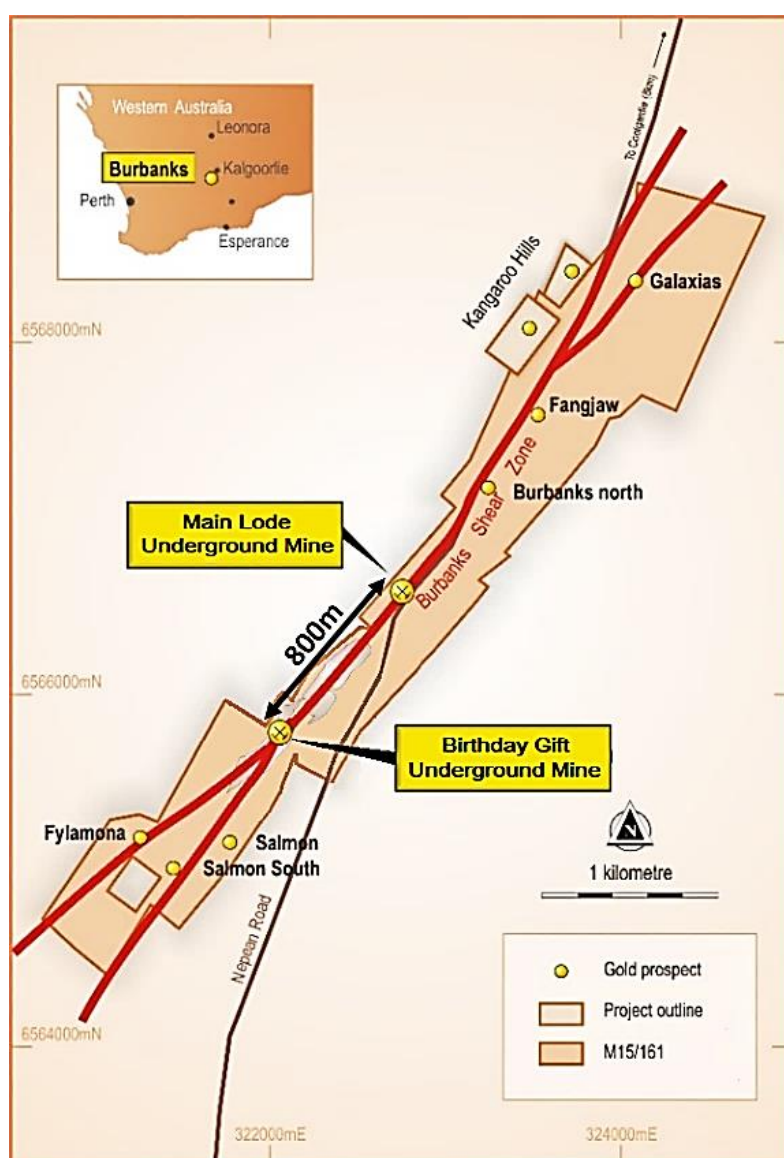 Western Australia
Leonora
Burbanks
Kalgoorlie
Perth
Esperance
To Coolgardie (8km)
Kangaroo Hills
Galaxias
6568000mN
Fangjaw
Burbanks north
Burbanks Shear Zone
Main Lode
Underground Mine
800m
6566000mN
Birthday Gift
Underground Mine
Fylamona
Salmon
Salmon South
N
1 kilometre
Nepean Road
Gold prospect
Project outline
M15/161
6564000mN
322000mE
324000mE